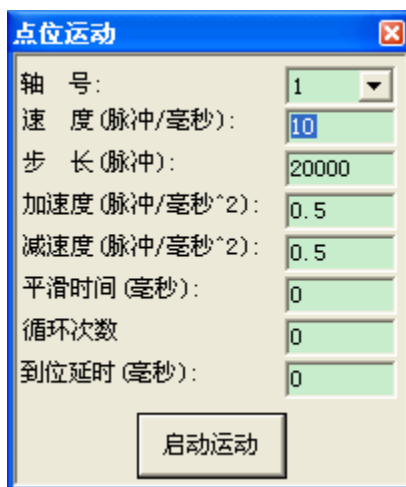 点位运动
轴 号: 1
速 度(脉冲/毫秒): 10
步 长(脉冲): 20000
加速度(脉冲/毫秒^2): 0.5
减速度(脉冲/毫秒^2): 0.5
平滑时间(毫秒): 0
循环次数 0
到位延时(毫秒): 0
启动运动